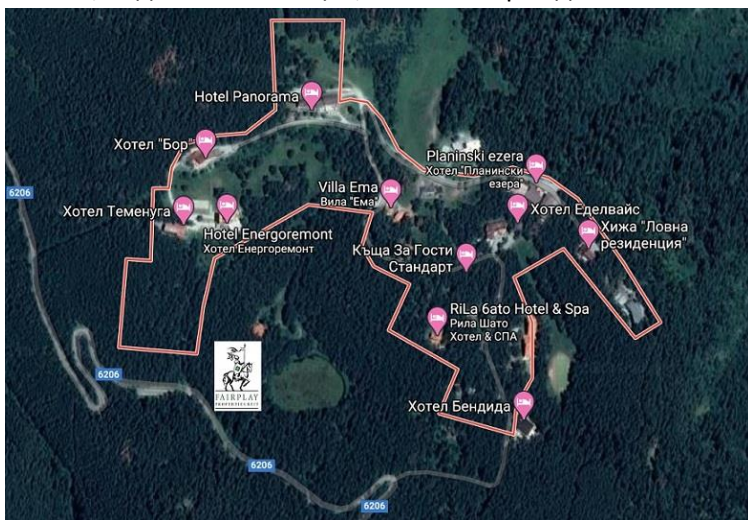 Hotel Panorama
Хотел "Бор"
6206
Planinski ezera
Хотел "Планински
езера"
Villa Ema
Вила "Ема"
Хотел Теменуга
Хотел Еделвайс
Hotel Energoremont
Хотел Енергоремонт
Хижа "Ловна
резиденция"
Къща За Гости
Стандарт
RiLa 6ato Hotel & Spa
Рила Шато
Хотел & СПА
6206
FAIRPLAY
Хотел Бендида
6206
6206